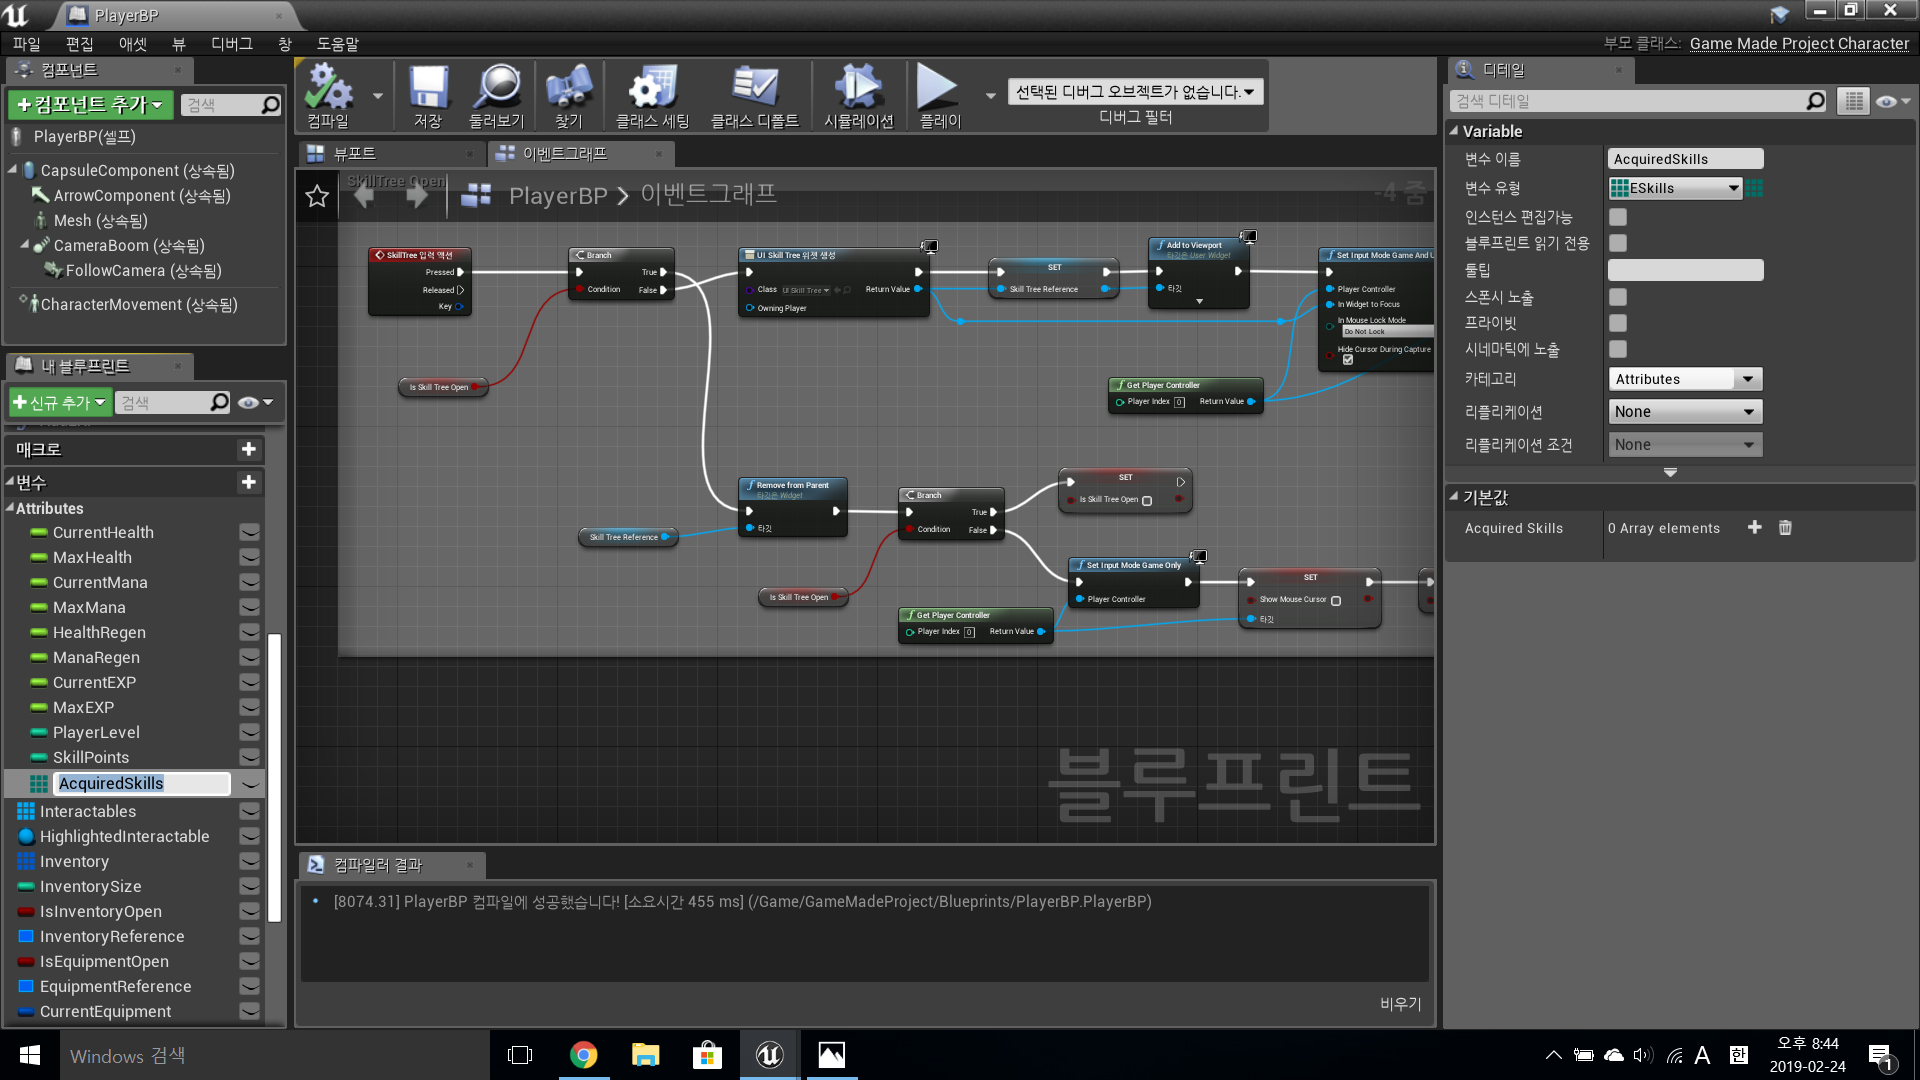 PlayerBP
파일 편집 애셋 뷰 디버그 창 도움말
부모 클래스: Game Made Project Character
컴포넌트
+컴포넌트 추가
검색
PlayerBP(셀프)
CapsuleComponent (상속됨)
ArrowComponent (상속됨)
Mesh (상속됨)
CameraBoom (상속됨)
FollowCamera (상속됨)
CharacterMovement (상속됨)
내 블루프린트
+신규 추가
검색
매크로
변수
Attributes
CurrentHealth
MaxHealth
CurrentMana
MaxMana
HealthRegen
ManaRegen
CurrentEXP
MaxEXP
PlayerLevel
SkillPoints
AcquiredSkills
Interactables
HighlightedInteractable
Inventory
InventorySize
IsInventoryOpen
InventoryReference
IsEquipmentOpen
EquipmentReference
CurrentEquipment
컴파일 저장 둘러보기 찾기 클래스 세팅 클래스 디폴트 시뮬레이션 플레이
선택된 디버그 오브젝트가 없습니다.
디버그 필터
뷰포트
이벤트그래프
SkillTree Open
PlayerBP > 이벤트그래프
-4 줌
SkillTree 입력 액션
Pressed
Released
Key
Branch
True
Condition False
UI Skill Tree 위젯 생성
Class UI Skill Tree Return Value
Owning Player
SET
Skill Tree Reference
Add to Viewport
타깃은 User Widget
타깃
Set Input Mode Game And U
Player Controller
In Widget to Focus
In Mouse Lock Mode
Do Not Lock
Hide Cursor During Capture
Is Skill Tree Open
Get Player Controller
Player Index 0 Return Value
Remove from Parent
타깃은 Widget
타깃
Skill Tree Reference
Branch
True
Condition False
SET
Is Skill Tree Open
Is Skill Tree Open
Set Input Mode Game Only
Player Controller
Get Player Controller
Player Index 0 Return Value
SET
Show Mouse Cursor
타깃
블루프린트
컴파일러 결과
[8074.31] PlayerBP 컴파일에 성공했습니다! [소요시간 455 ms] (/Game/GameMadeProject/Blueprints/PlayerBP.PlayerBP)
비우기
디테일
검색 디테일
Variable
변수 이름 AcquiredSkills
변수 유형 ESkills
인스턴스 편집가능
블루프린트 읽기 전용
툴팁
스폰시 노출
프라이빗
시네마틱에 노출
카테고리 Attributes
리플리케이션 None
리플리케이션 조건 None
기본값
Acquired Skills 0 Array elements
Windows 검색
A 한
오후 8:44
2019-02-24
1